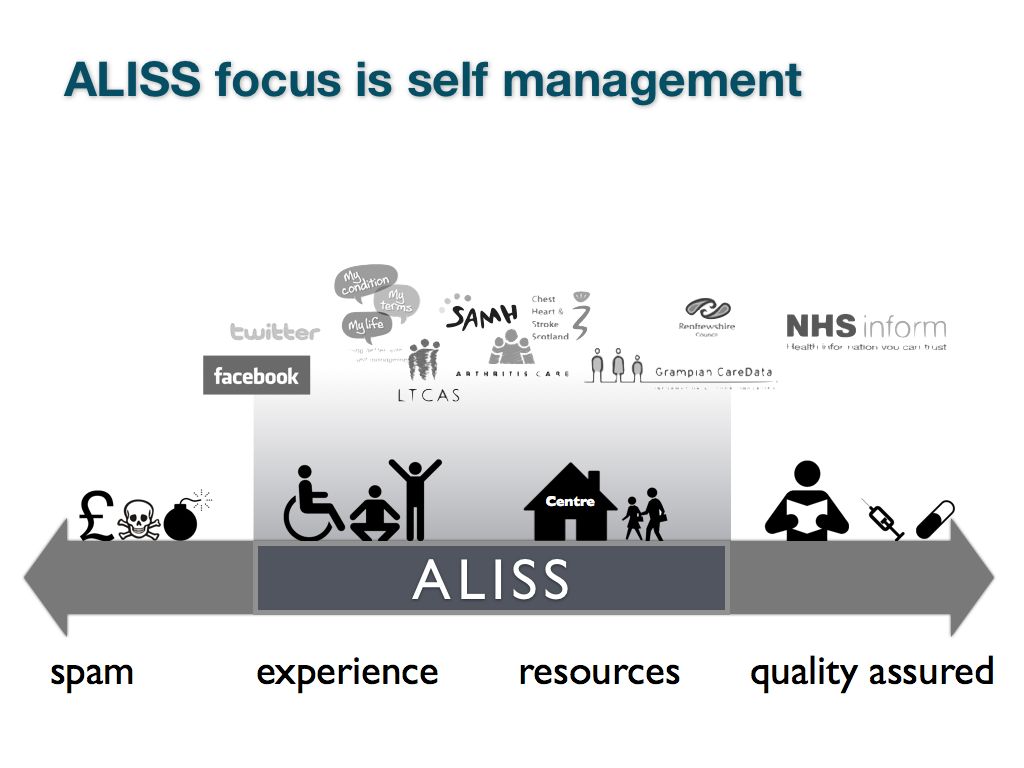 ALISS focus is self management
My
condition
My
terms
My life
twitter
facebook
SAMH
Chest
Heart &
Stroke
Scotland
LTCAS
ARTHRITIS CARE
Renfrewshire
Council
Grampian CareData
NHS inform
Health information you can trust
£
Centre
ALISS
spam
experience
resources
quality assured